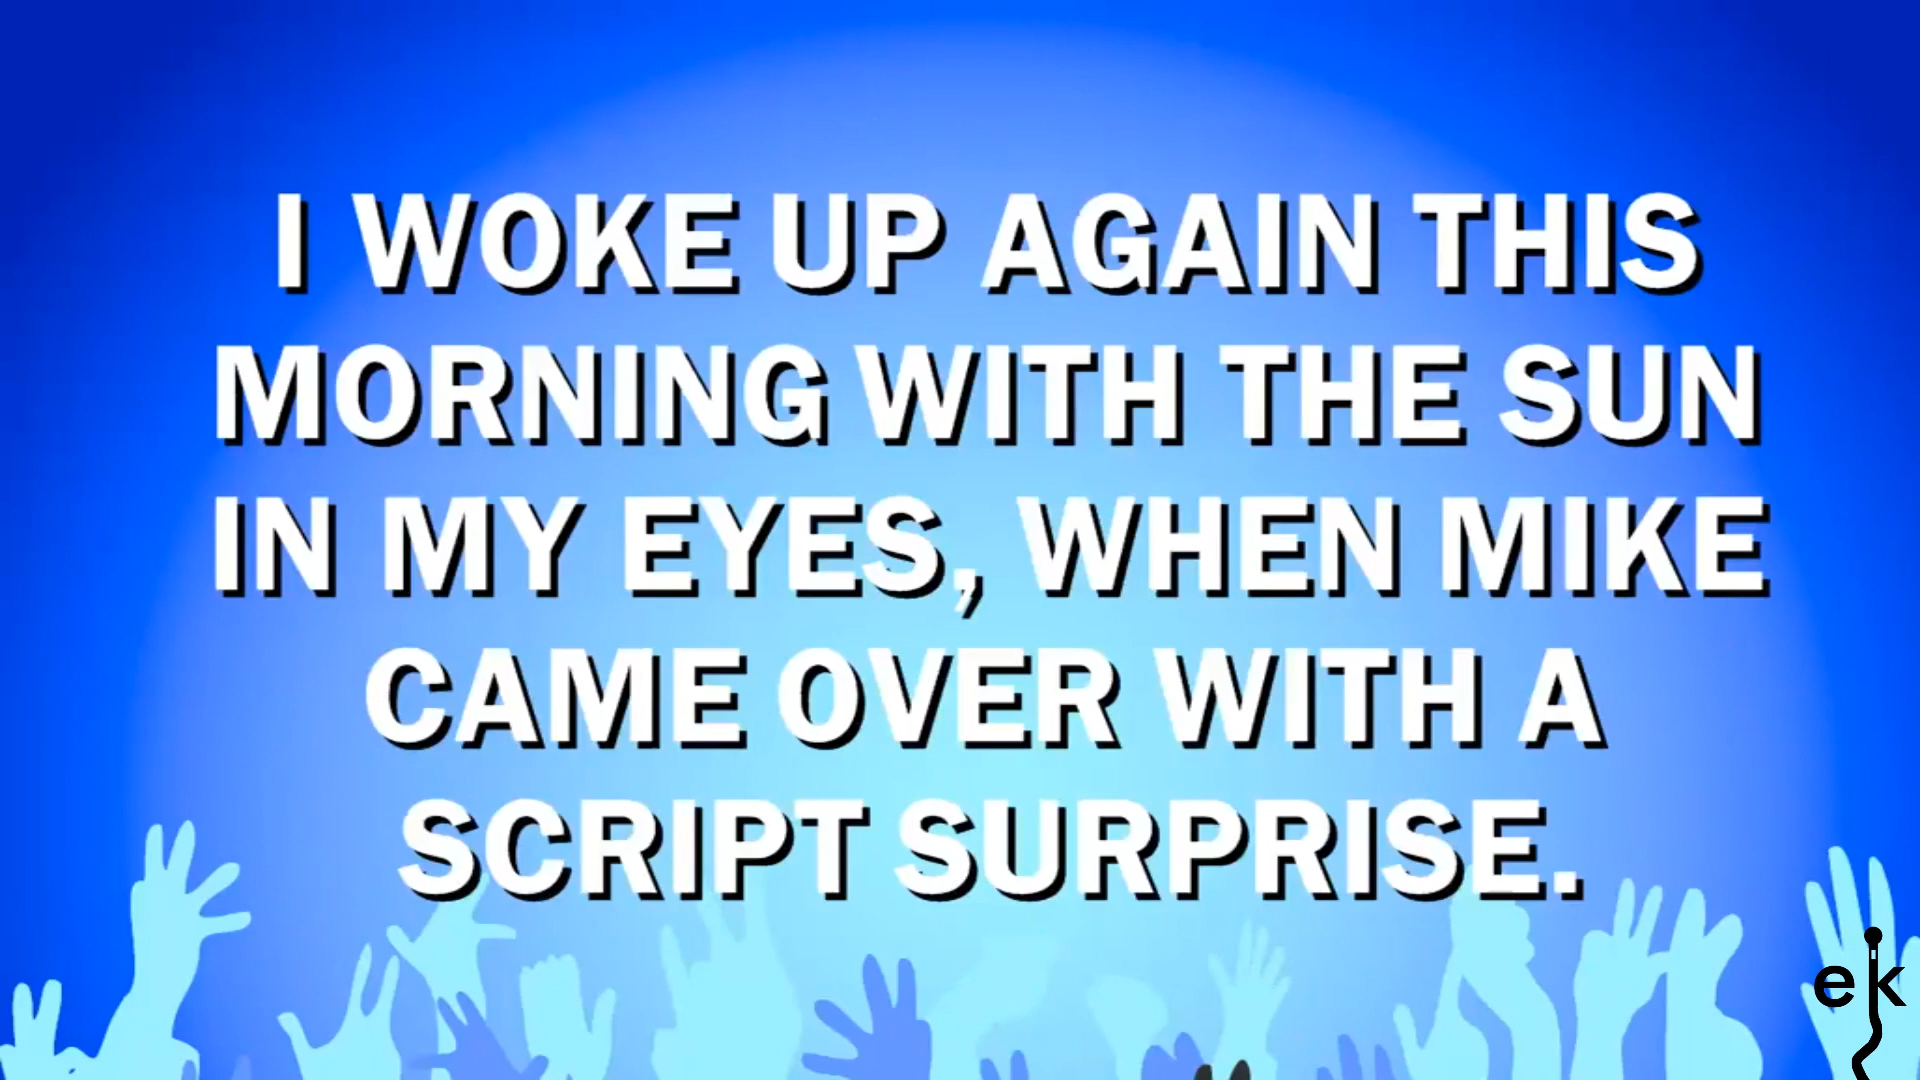 I WOKE UP AGAIN THIS
MORNING WITH THE SUN
IN MY EYES, WHEN MIKE
CAME OVER WITH A
SCRIPT SURPRISE.
ek